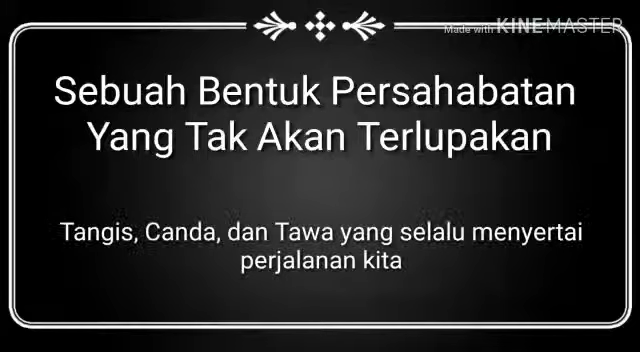 Made with KINEMASTER
Sebuah Bentuk Persahabatan
Yang Tak Akan Terlupakan
Tangis, Canda, dan Tawa yang selalu menyertai
perjalanan kita